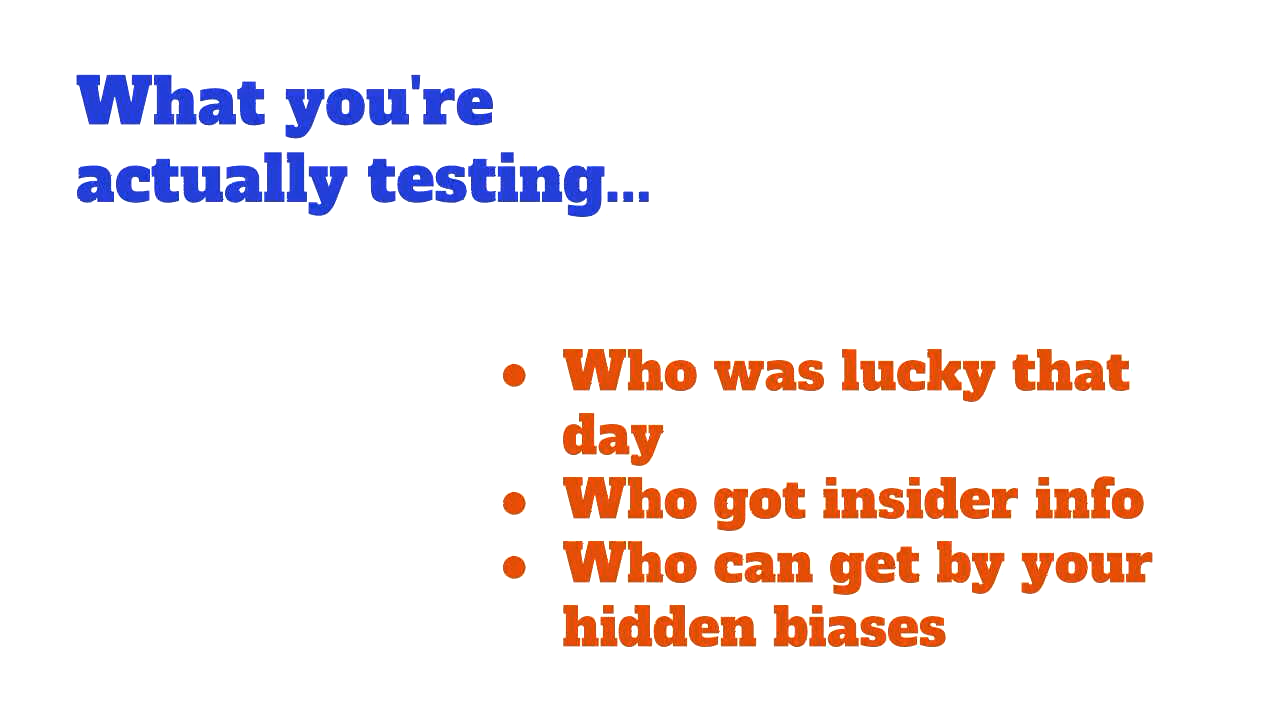 What you're
actually testing...
● Who was lucky that
day
● Who got insider info
● Who can get by your
hidden biases